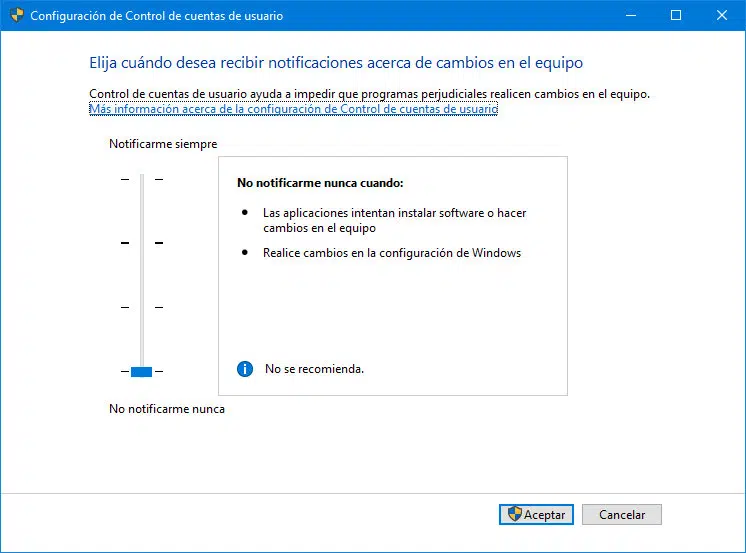 Configuración de Control de cuentas de usuario
Elija cuándo desea recibir notificaciones acerca de cambios en el equipo
Control de cuentas de usuario ayuda a impedir que programas perjudiciales realicen cambios en el equipo.
Más información acerca de la configuración de Control de cuentas de usuario
Notificarme siempre
No notificarme nunca cuando:
Las aplicaciones intentan instalar software o hacer
cambios en el equipo
Realice cambios en la configuración de Windows
No se recomienda.
No notificarme nunca
Aceptar
Cancelar